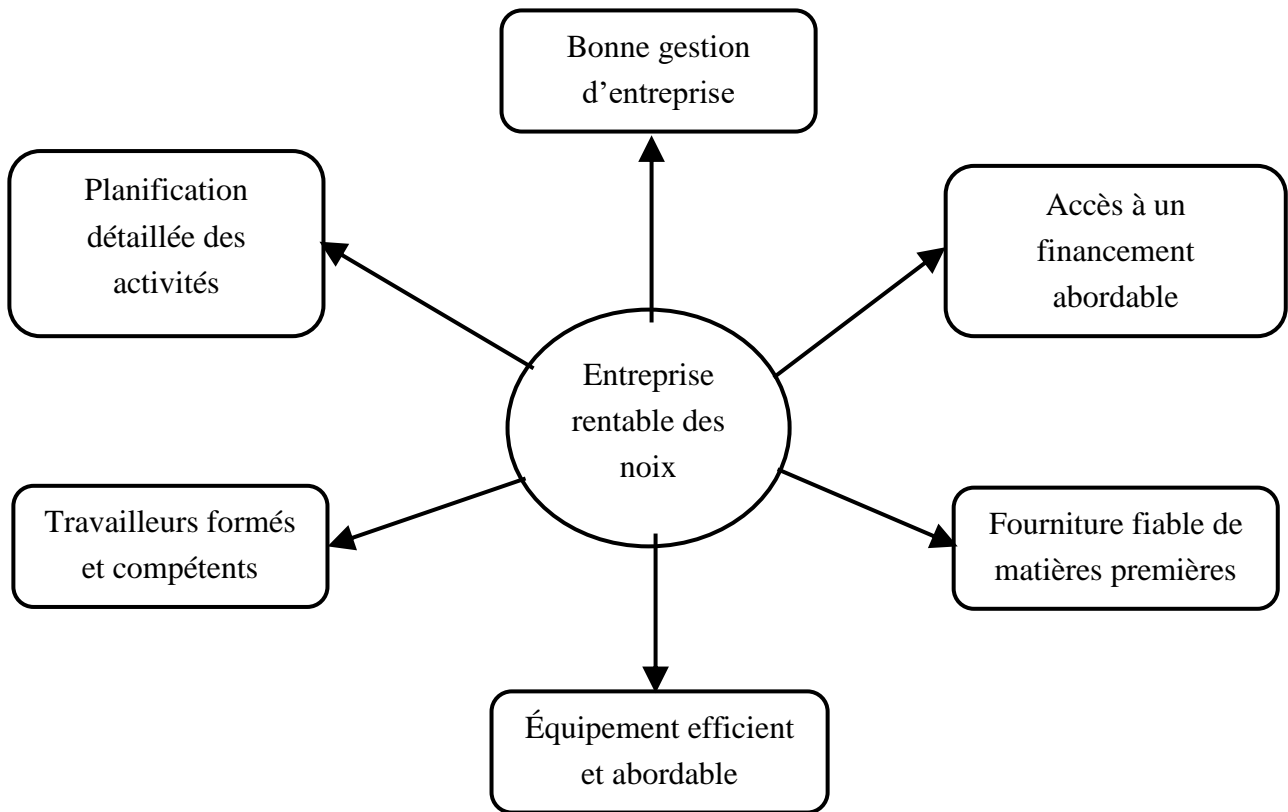 Bonne gestion
d’entreprise
Planification
détaillée des
activités
Accès à un
financement
abordable
Entreprise
rentable des
noix
Travailleurs formés
et compétents
Fourniture fiable de
matières premières
Équipement efficient
et abordable